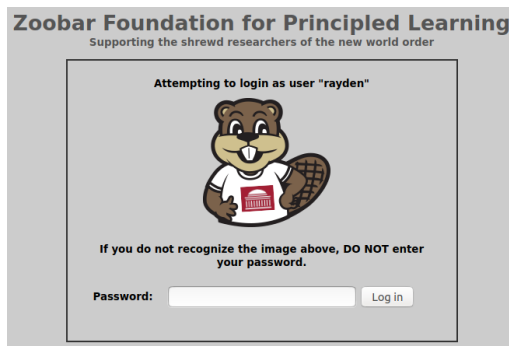 Zoobar Foundation for Principled Learning
Supporting the shrewd researchers of the new world order
Attempting to login as user "rayden"
If you do not recognize the image above, DO NOT enter
your password.
Password:
Log in